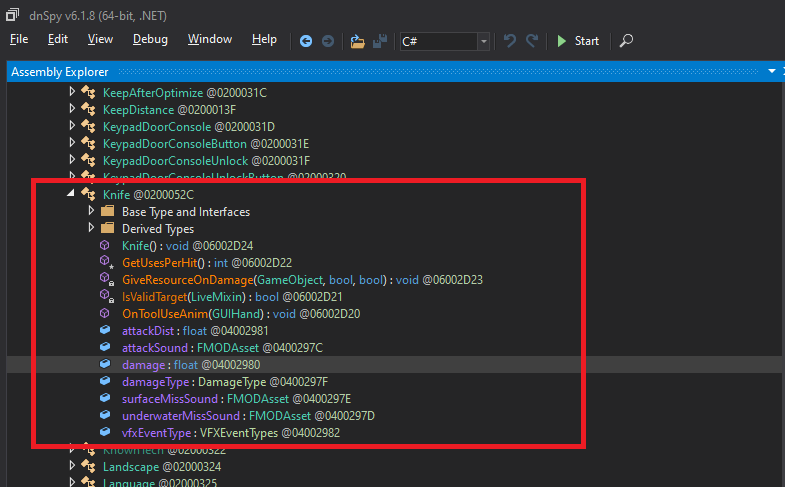 dnSpy v6.1.8 (64-bit, .NET)
File Edit View Debug Window Help C# Start
Assembly Explorer
KeepAfterOptimize @0200031C
KeepDistance @0200013F
KeypadDoorConsole @0200031D
KeypadDoorConsoleButton @0200031E
KeypadDoorConsoleUnlock @0200031F
KeypadDoorConsoleUnlockButton @02000320
Knife @0200052C
Base Type and Interfaces
Derived Types
Knife() : void @06002D24
GetUsesPerHit() : int @06002D22
GiveResourceOnDamage(GameObject, bool, bool) : void @06002D23
IsValidTarget(LiveMixin) : bool @06002D21
OnToolUseAnim(GUIHand) : void @06002D20
attackDist : float @04002981
attackSound : FMODAsset @0400297C
damage : float @04002980
damageType : DamageType @0400297F
surfaceMissSound : FMODAsset @0400297E
underwaterMissSound : FMODAsset @0400297D
vfxEventType : VFXEventTypes @04002982
KnownTech @02000322
Landscape @02000324
Language @02000325